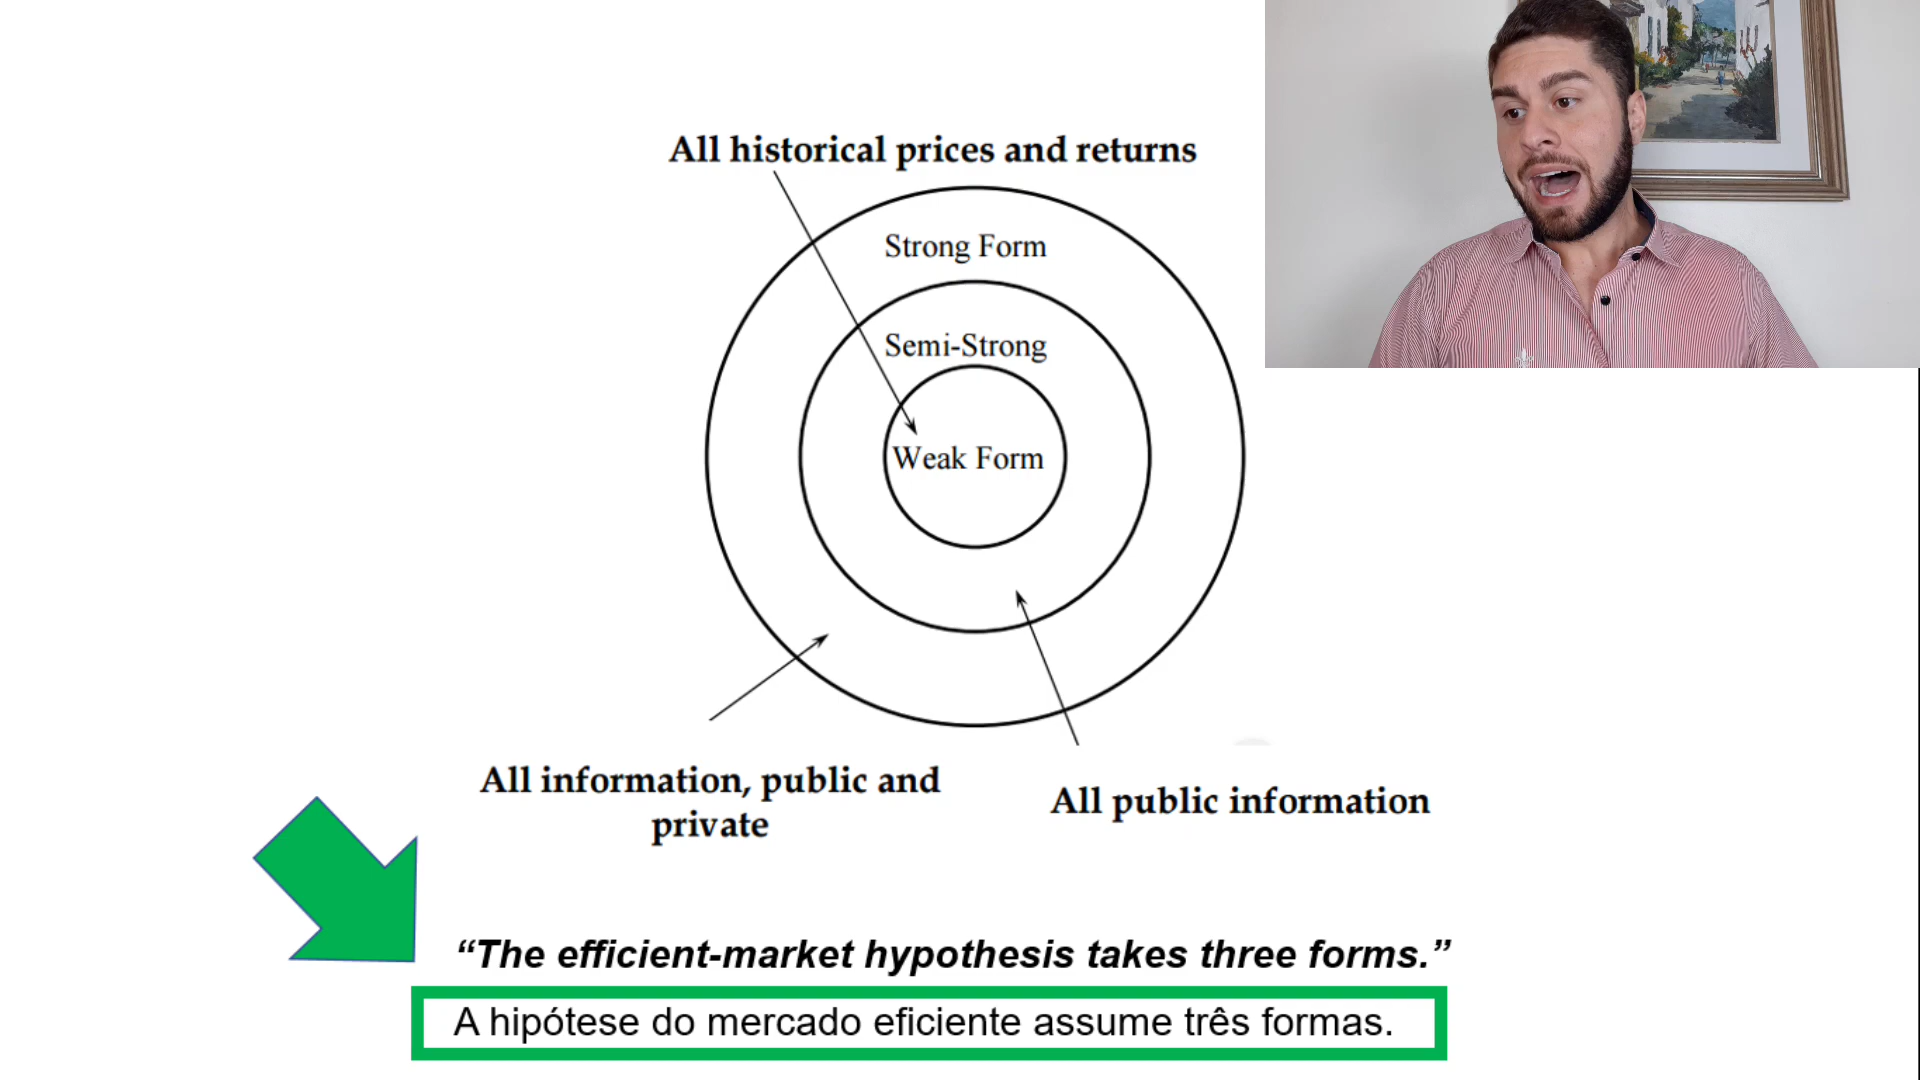 All historical prices and returns
Strong Form
Semi-Strong
Weak Form
All information, public and
private
All public information
“The efficient-market hypothesis takes three forms.”
A hipótese do mercado eficiente assume três formas.